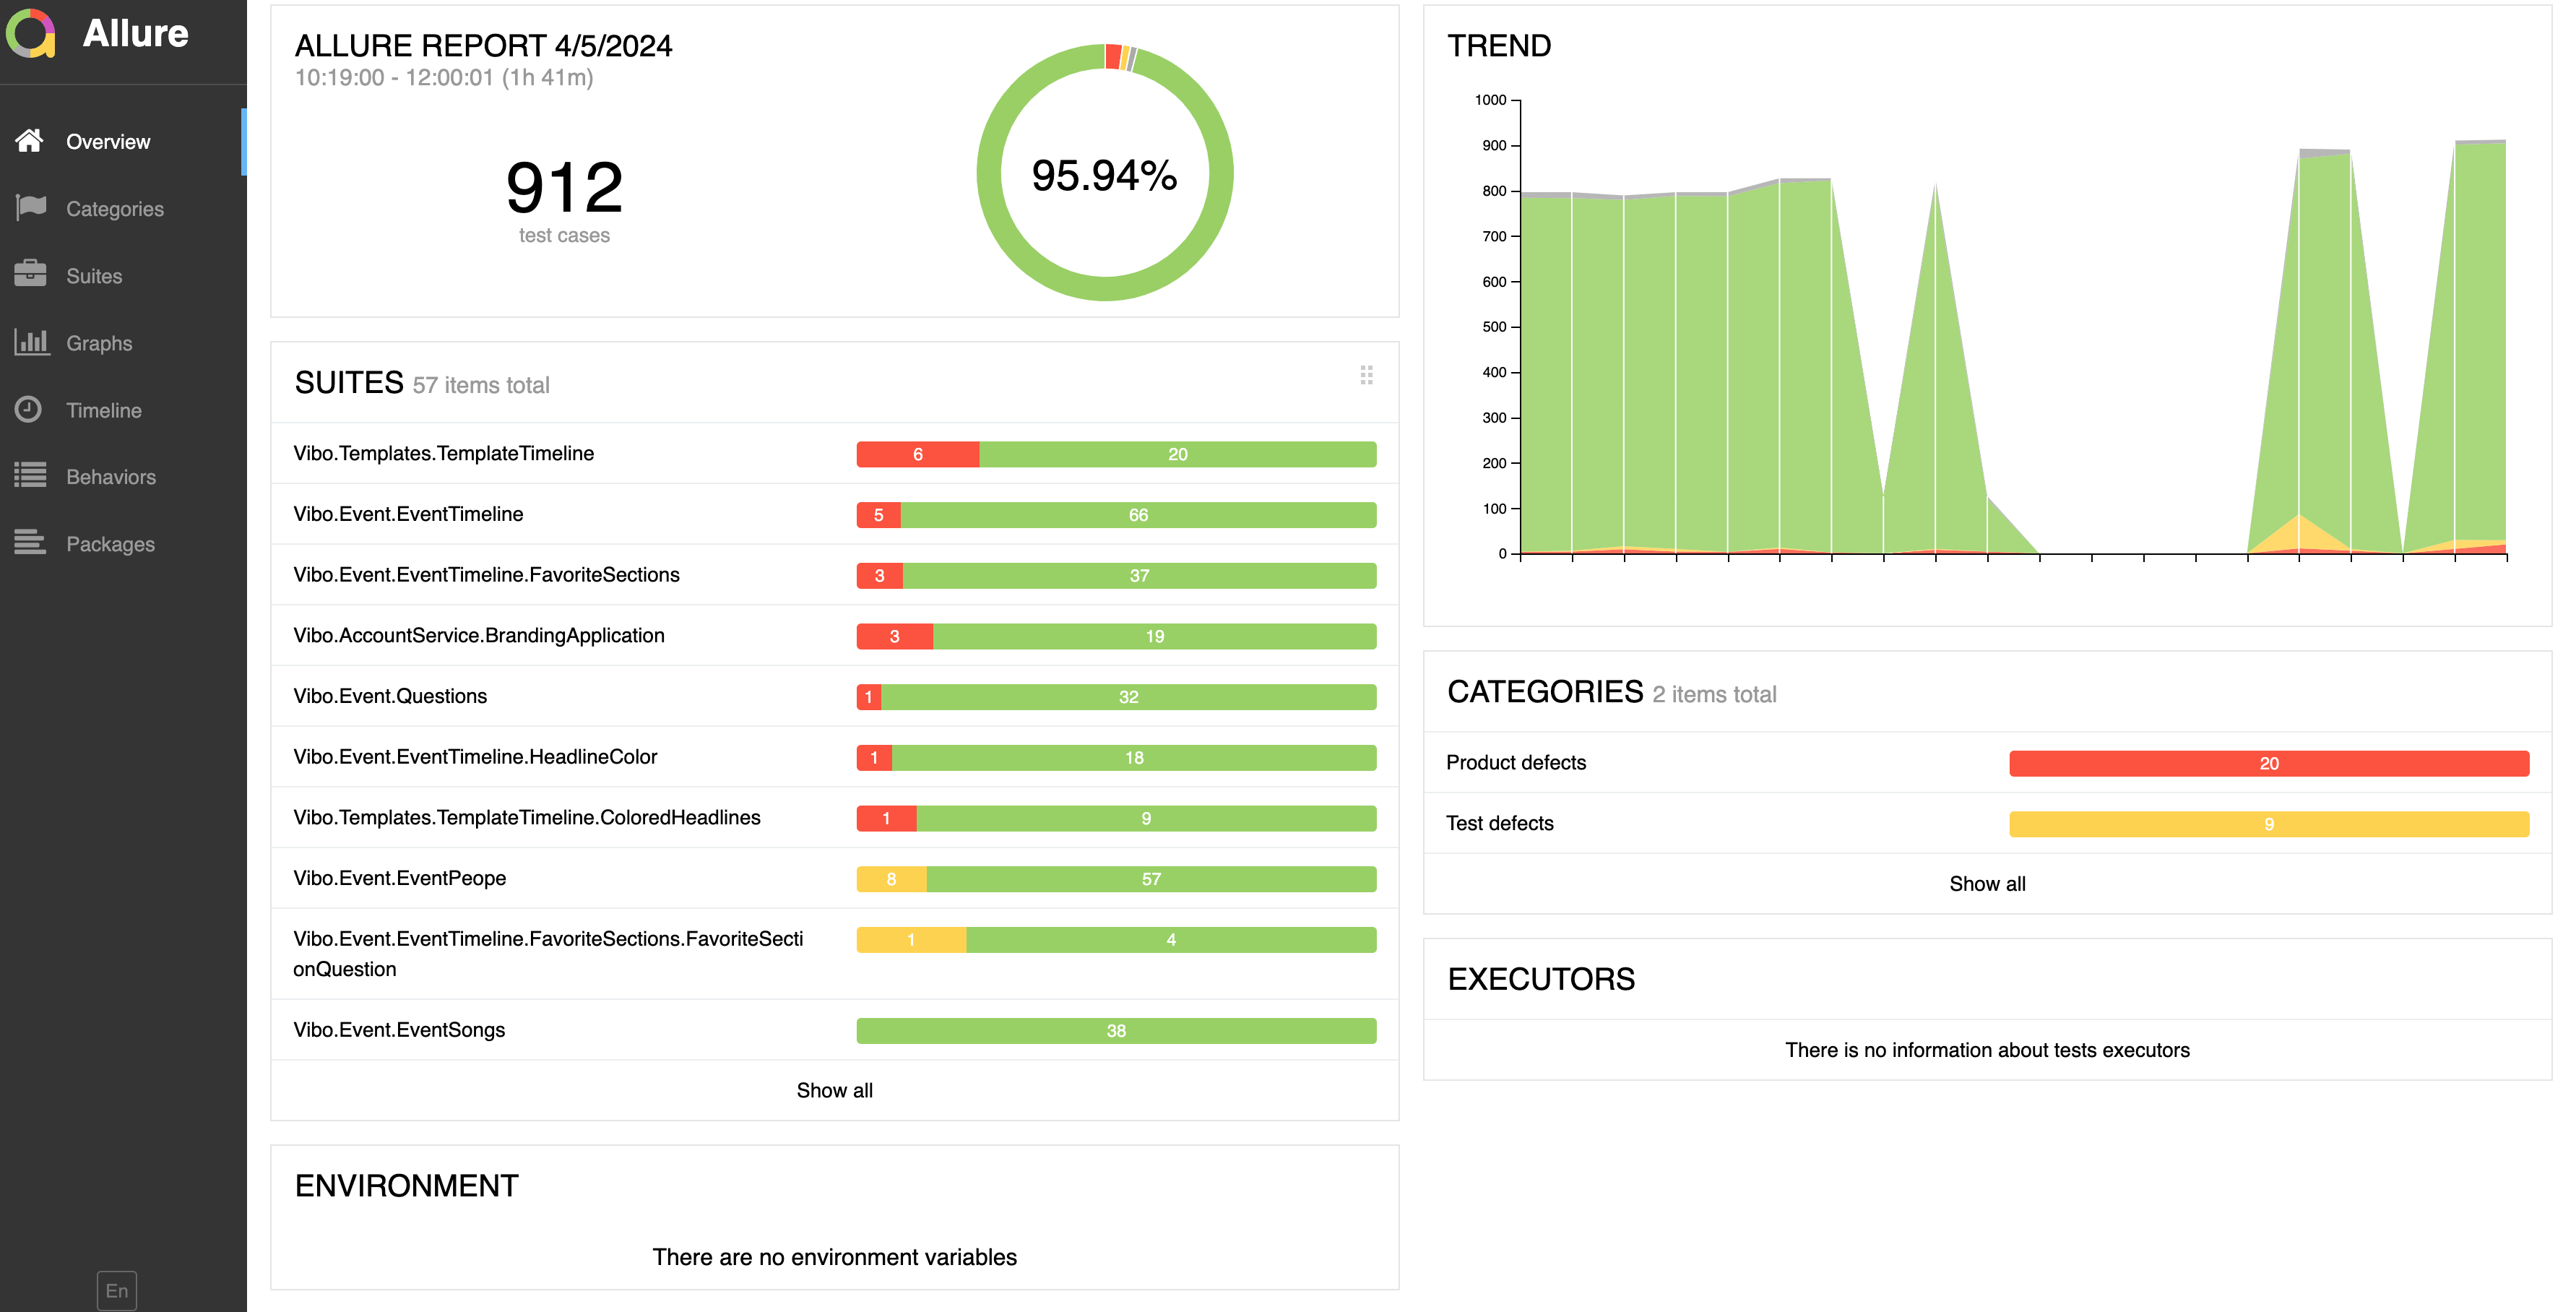 Allure
Overview
Categories
Suites
Graphs
Timeline
Behaviors
Packages
En
ALLURE REPORT 4/5/2024
10:19:00 - 12:00:01 (1h 41m)
912
test cases
95.94%
SUITES 57 items total
Vibo.Templates.TemplateTimeline 6 20
Vibo.Event.EventTimeline 5 66
Vibo.Event.EventTimeline.FavoriteSections 3 37
Vibo.AccountService.BrandingApplication 3 19
Vibo.Event.Questions 1 32
Vibo.Event.EventTimeline.HeadlineColor 1 18
Vibo.Templates.TemplateTimeline.ColoredHeadlines 1 9
Vibo.Event.EventPeope 8 57
Vibo.Event.EventTimeline.FavoriteSections.FavoriteSecti 1 4
onQuestion
Vibo.Event.EventSongs 38
Show all
ENVIRONMENT
There are no environment variables
TREND
1000
900
800
700
600
500
400
300
200
100
0
CATEGORIES 2 items total
Product defects 20
Test defects 9
Show all
EXECUTORS
There is no information about tests executors